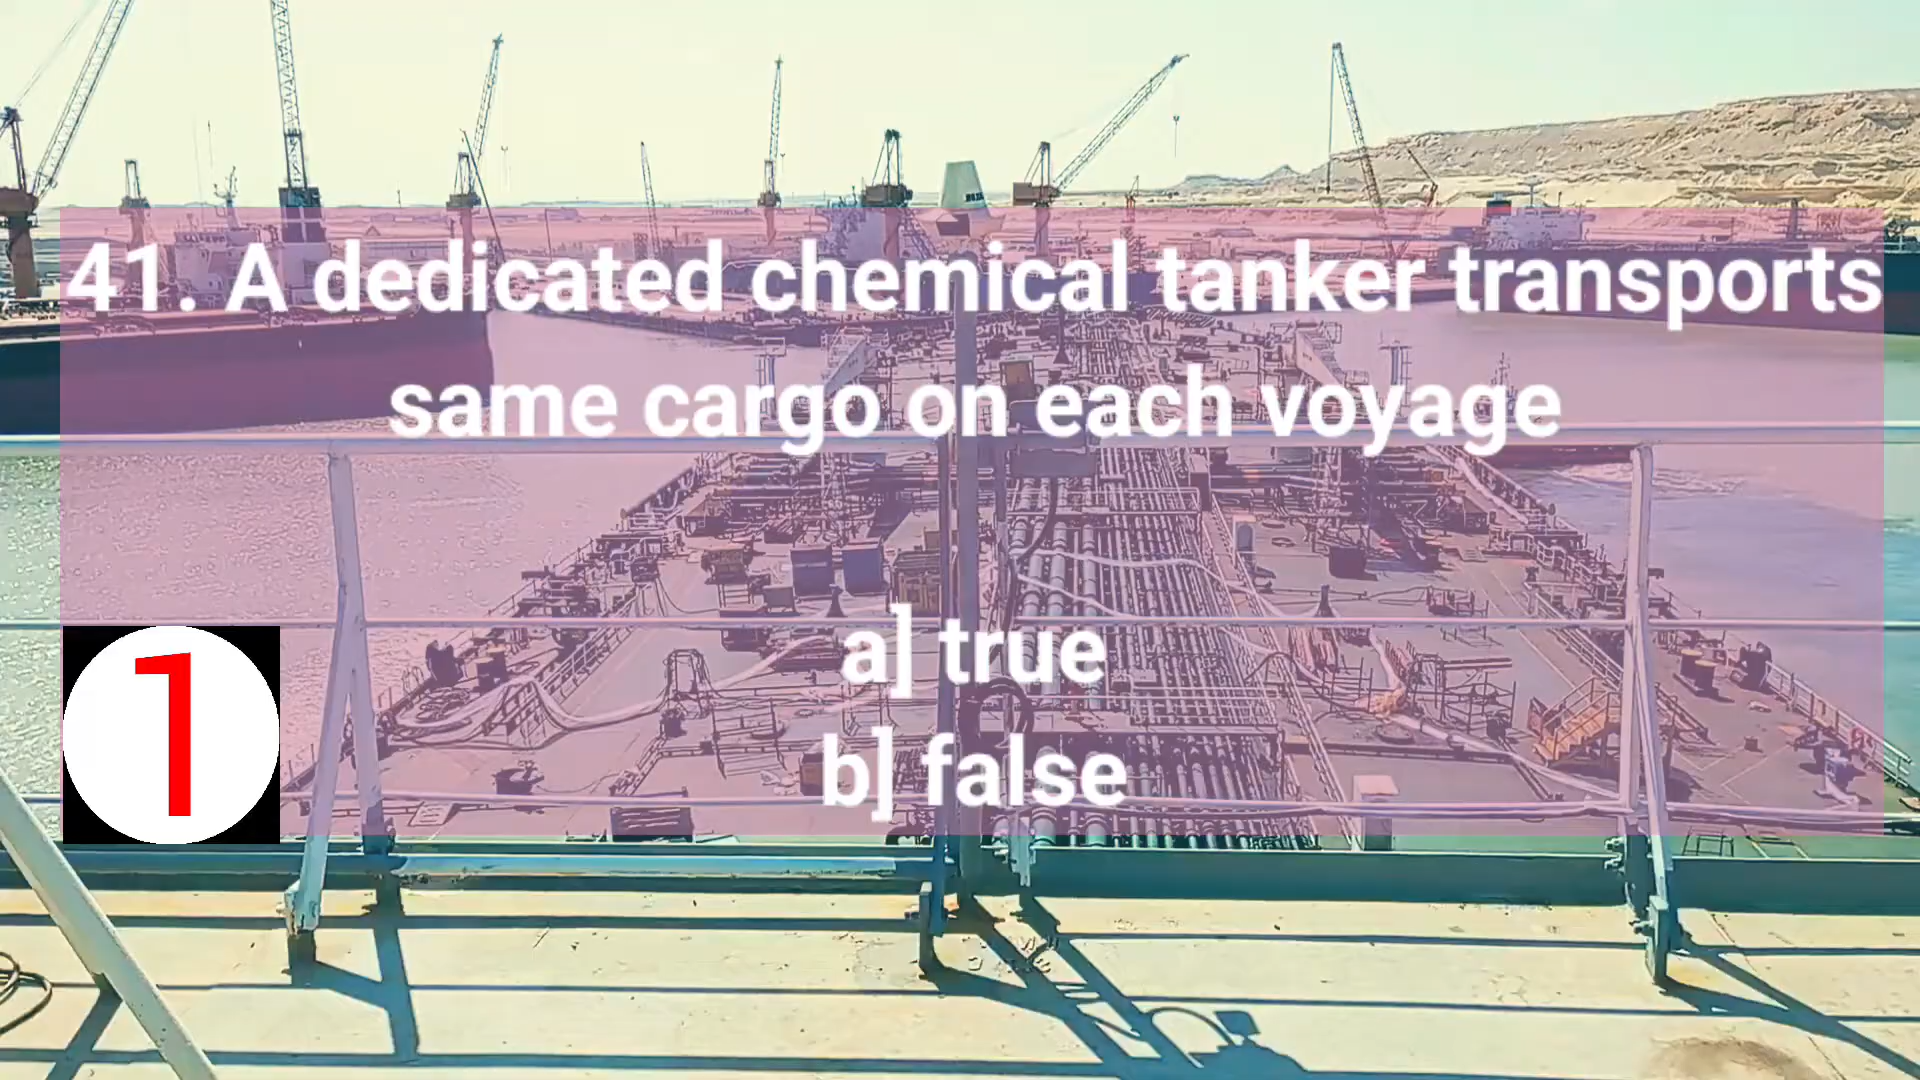 41. A dedicated chemical tanker transports
same cargo on each voyage
a] true
b] false
1